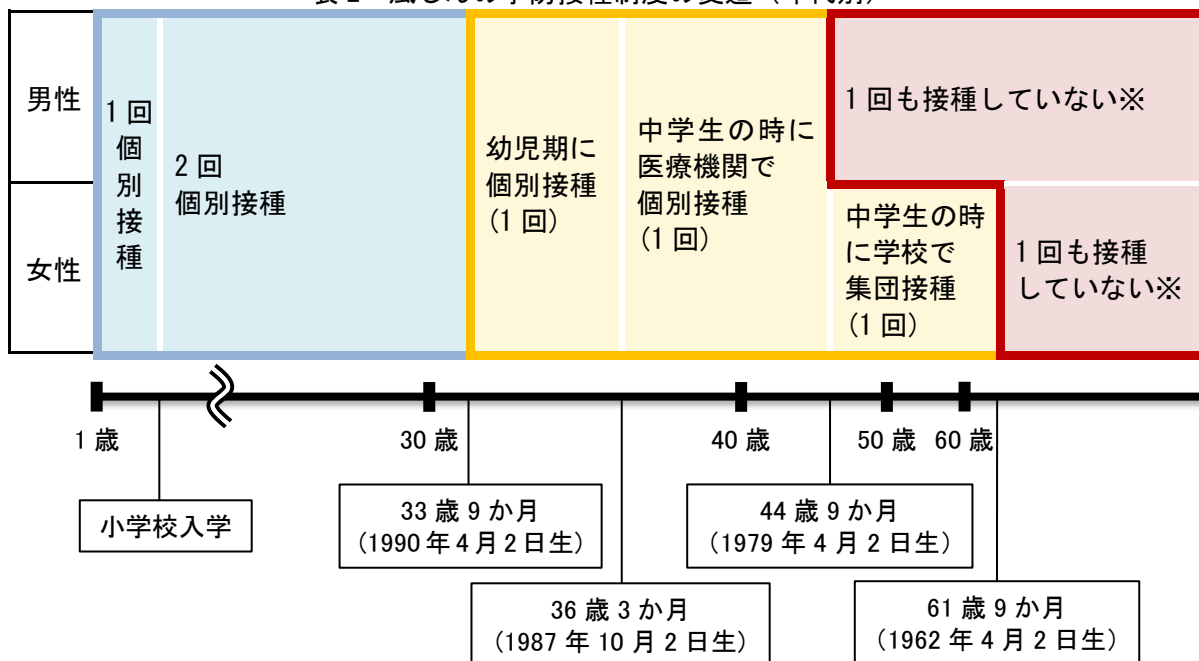 男性
1回
個
別
接
種
2回
個別接種
幼児期に
個別接種
(1回)
中学生の時に
医療機関で
個別接種
(1回)
1回も接種していない※
女性
中学生の時
に学校で
集団接種
(1回)
1回も接種
していない※
1歳
30歳
40歳
50歳
60歳
小学校入学
33歳9か月
(1990年4月2日生)
44歳9か月
(1979年4月2日生)
36歳3か月
(1987年10月2日生)
61歳9か月
(1962年4月2日生)